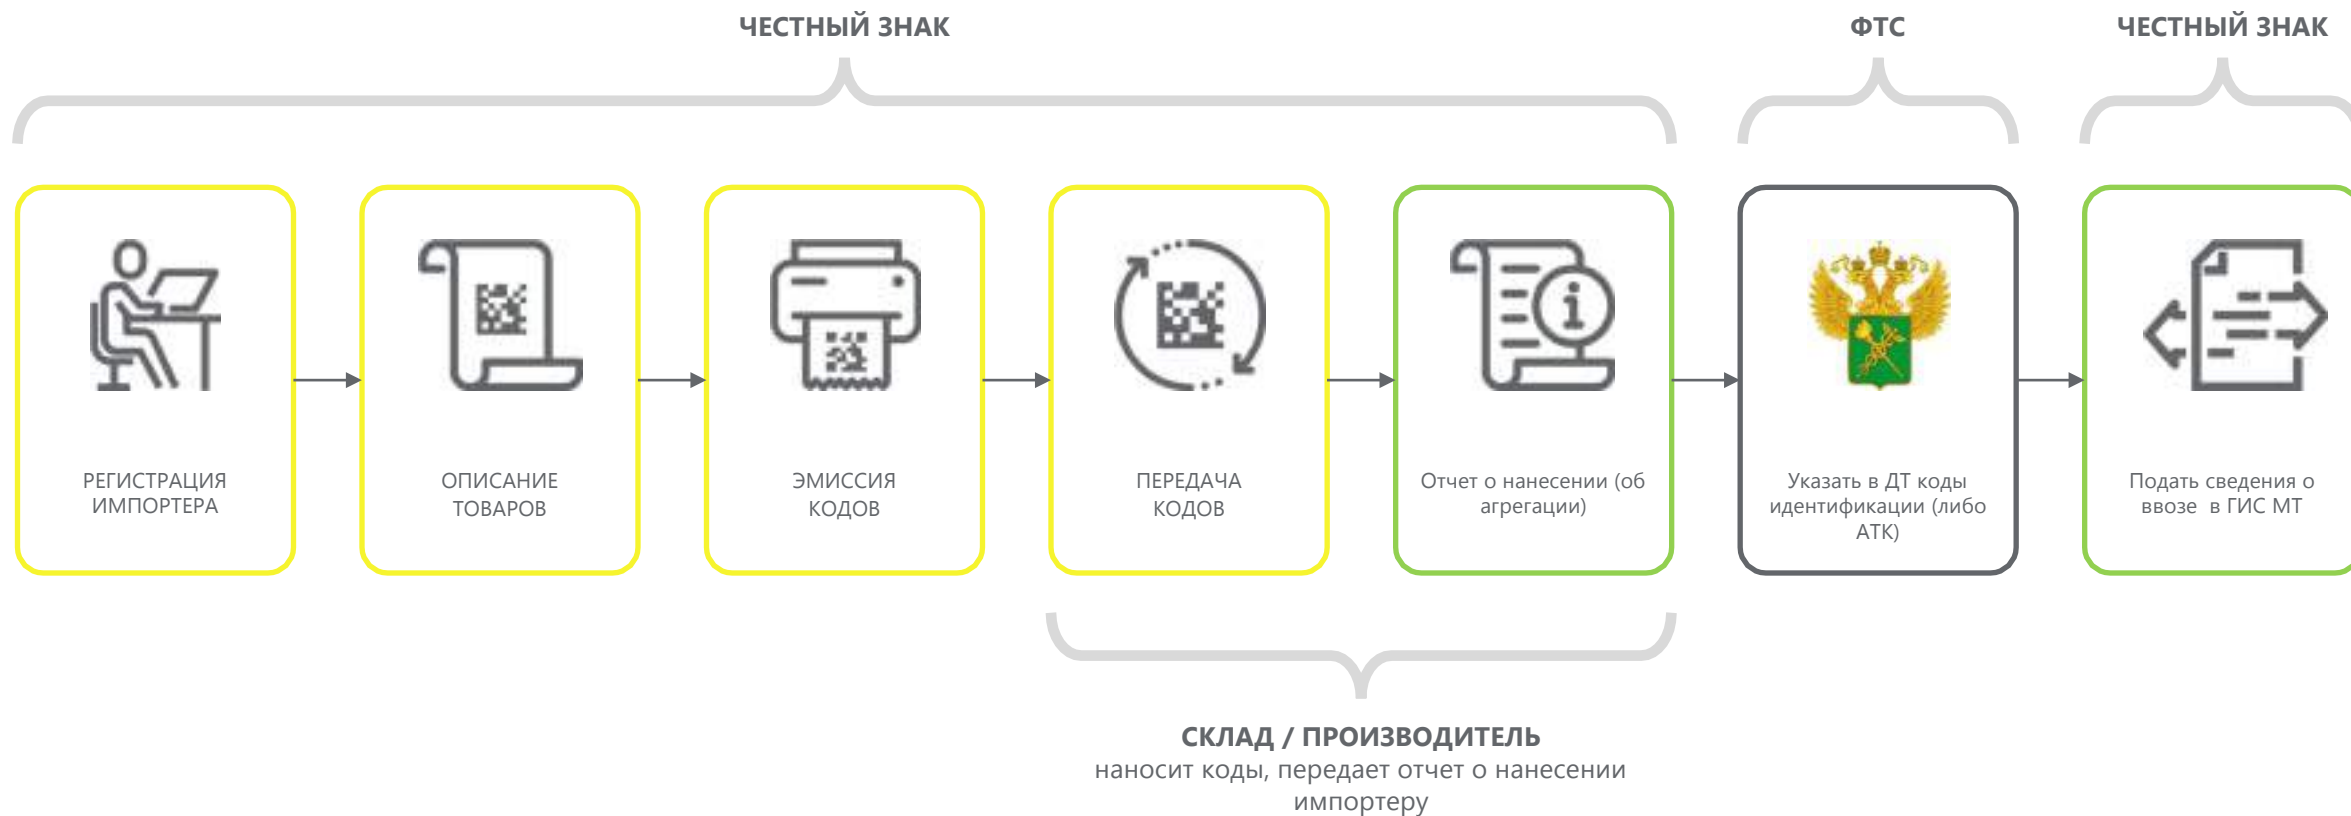 ЧЕСТНЫЙ ЗНАК
ФТС
ЧЕСТНЫЙ ЗНАК
РЕГИСТРАЦИЯ
ИМПОРТЕРА
ОПИСАНИЕ
ТОВАРОВ
ЭМИССИЯ
КОДОВ
ПЕРЕДАЧА
КОДОВ
Отчет о нанесении (об
агрегации)
Указать в ДТ коды
идентификации (либо
АТК)
Подать сведения о
ввозе в ГИС МТ
СКЛАД / ПРОИЗВОДИТЕЛЬ
наносит коды, передает отчет о нанесении
импортеру